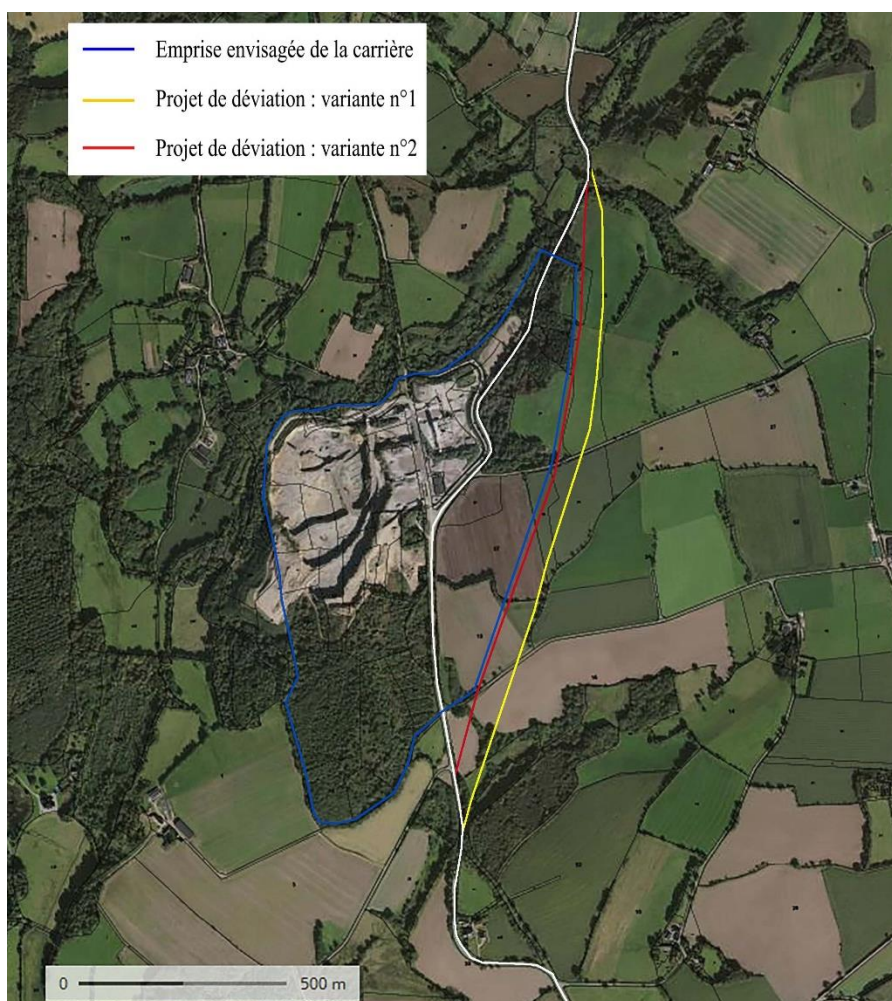 Emprise envisagée de la carrière
Projet de déviation : variante n°1
Projet de déviation : variante n°2
0 500 m